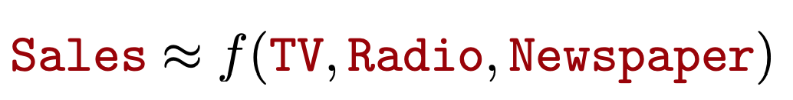 Sales ≈ f(TV, Radio, Newspaper)